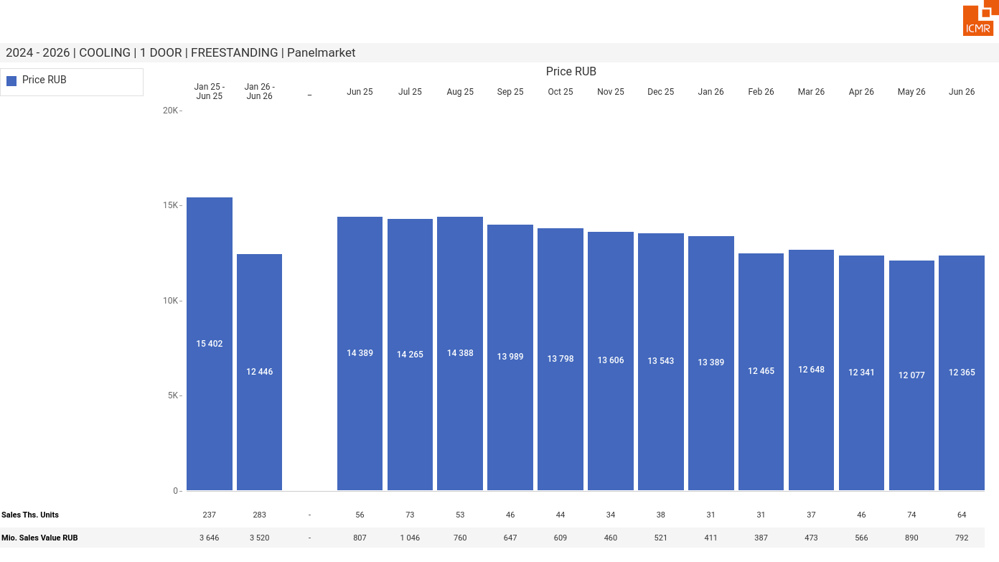 ICMR
2024 - 2026 | COOLING | 1 DOOR | FREESTANDING | Panelmarket
Price RUB
Price RUB
Jan 25 - Jun 25 Jan 26 - Jun 26 – Jun 25 Jul 25 Aug 25 Sep 25 Oct 25 Nov 25 Dec 25 Jan 26 Feb 26 Mar 26 Apr 26 May 26 Jun 26
20K
15K
10K
5K
0
15 402 12 446 14 389 14 265 14 388 13 989 13 798 13 606 13 543 13 389 12 465 12 648 12 341 12 077 12 365
Sales Ths. Units 237 283 - 56 73 53 46 44 34 38 31 31 37 46 74 64
Mio. Sales Value RUB 3 646 3 520 - 807 1 046 760 647 609 460 521 411 387 473 566 890 792